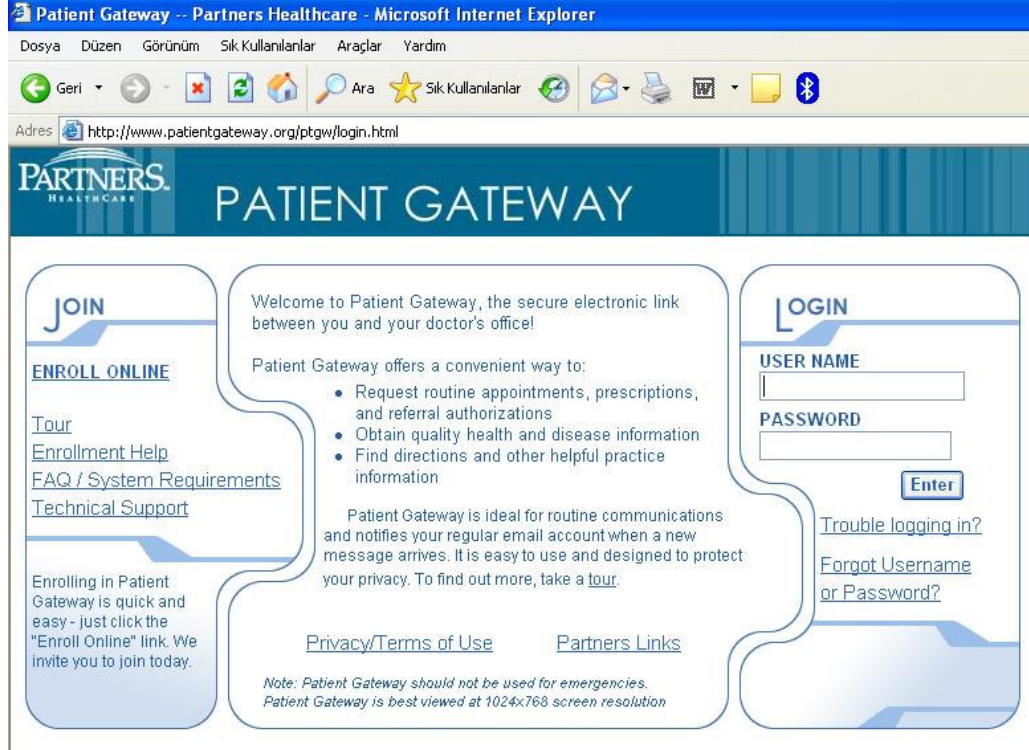 Patient Gateway -- Partners Healthcare - Microsoft Internet Explorer
Dosya Düzen Görünüm Sık Kullanılanlar Araçlar Yardım
Geri Ara Sık Kullanılanlar
Adres http://www.patientgateway.org/ptgw/login.html
PARTNERS.
HEALTHCARE
PATIENT GATEWAY
JOIN
ENROLL ONLINE
Tour
Enrollment Help
FAQ / System Requirements
Technical Support
Enrolling in Patient
Gateway is quick and
easy - just click the
"Enroll Online" link. We
invite you to join today.
Welcome to Patient Gateway, the secure electronic link
between you and your doctor's office!
Patient Gateway offers a convenient way to:
• Request routine appointments, prescriptions,
and referral authorizations
• Obtain quality health and disease information
• Find directions and other helpful practice
information
Patient Gateway is ideal for routine communications
and notifies your regular email account when a new
message arrives. It is easy to use and designed to protect
your privacy. To find out more, take a tour.
Privacy/Terms of Use Partners Links
Note: Patient Gateway should not be used for emergencies.
Patient Gateway is best viewed at 1024x768 screen resolution
LOGIN
USER NAME
PASSWORD
Enter
Trouble logging in?
Forgot Username
or Password?